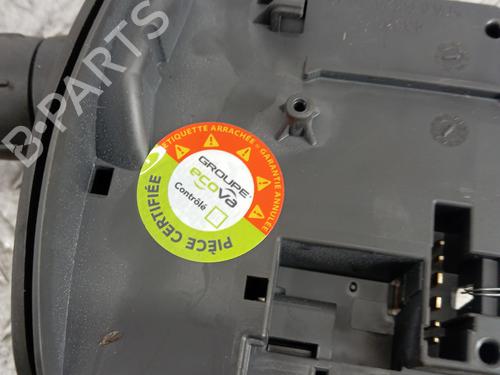 B-PARTS
ÉTIQUETTE ARRACHÉE = GARANTIE ANNULÉE
GROUPE
ecova
Contrôlé
PIÈCE CERTIFIÉE